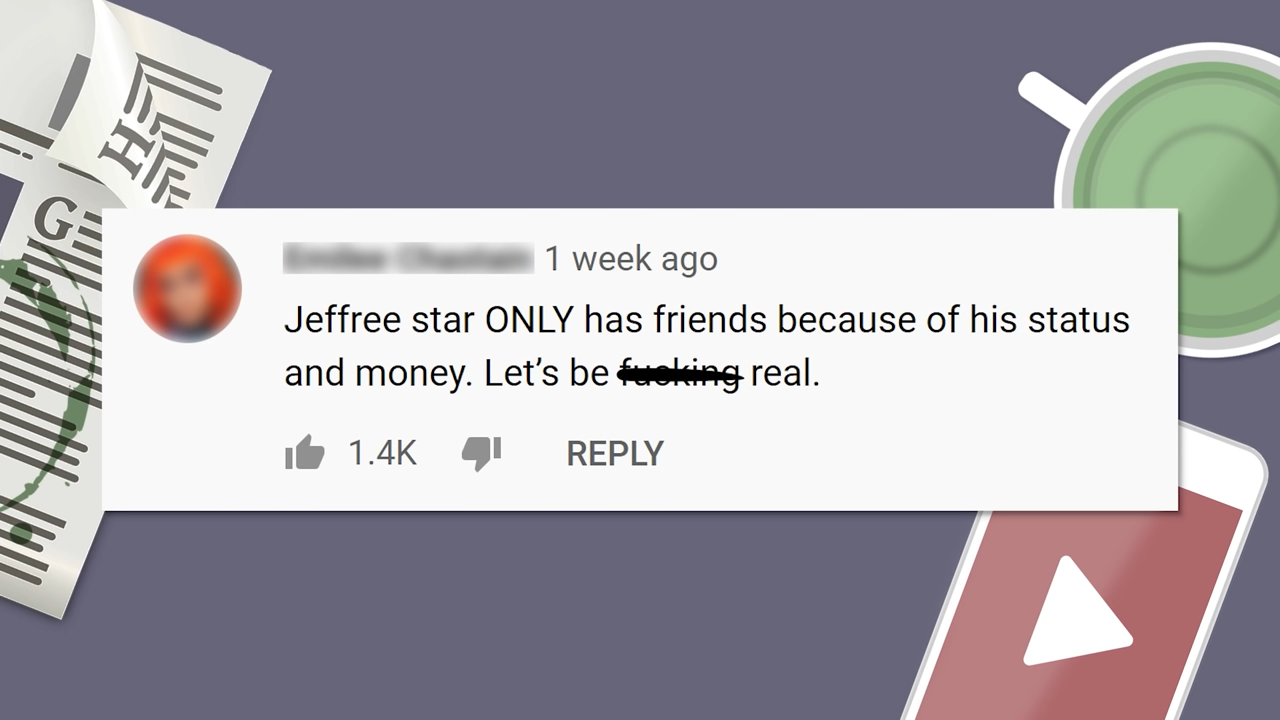 H
G
1 week ago
Jeffree star ONLY has friends because of his status
and money. Let’s be fucking real.
1.4K REPLY